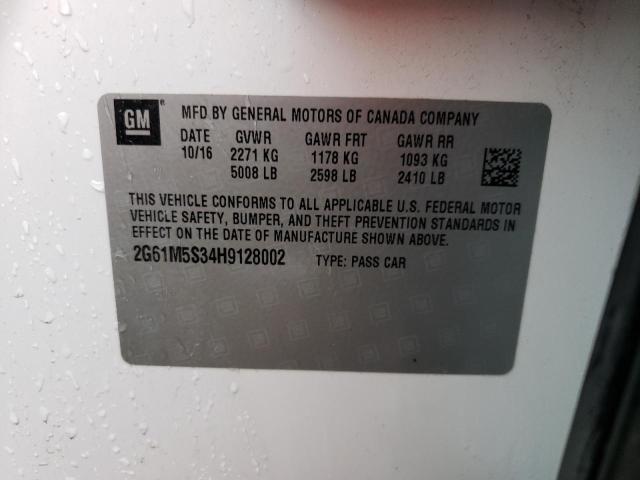 GM ® MFD BY GENERAL MOTORS OF CANADA COMPANY
DATE GVWR GAWR FRT GAWR RR
10/16 2271 KG 1178 KG 1093 KG
5008 LB 2598 LB 2410 LB
THIS VEHICLE CONFORMS TO ALL APPLICABLE U.S. FEDERAL MOTOR
VEHICLE SAFETY, BUMPER, AND THEFT PREVENTION STANDARDS IN
EFFECT ON THE DATE OF MANUFACTURE SHOWN ABOVE.
2G61M5S34H9128002 TYPE: PASS CAR